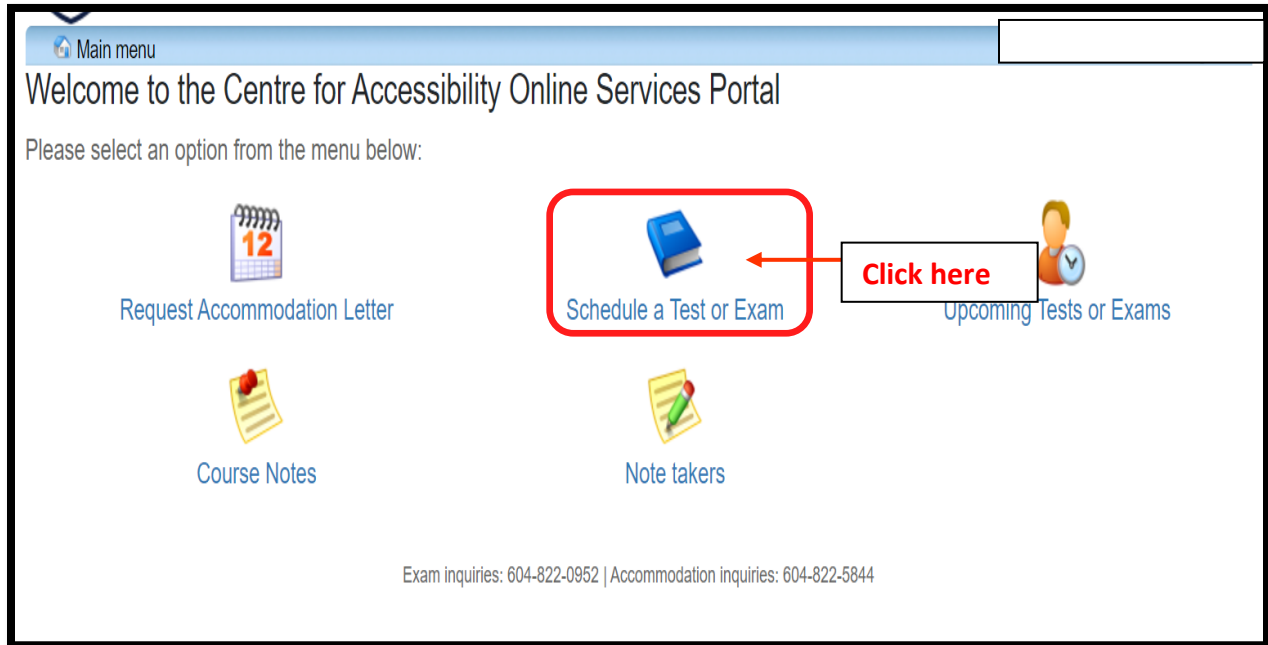 Main menu
Welcome to the Centre for Accessibility Online Services Portal
Please select an option from the menu below:
12
Request Accommodation Letter
Schedule a Test or Exam
Click here
Upcoming Tests or Exams
Course Notes
Note takers
Exam inquiries: 604-822-0952 | Accommodation inquiries: 604-822-5844